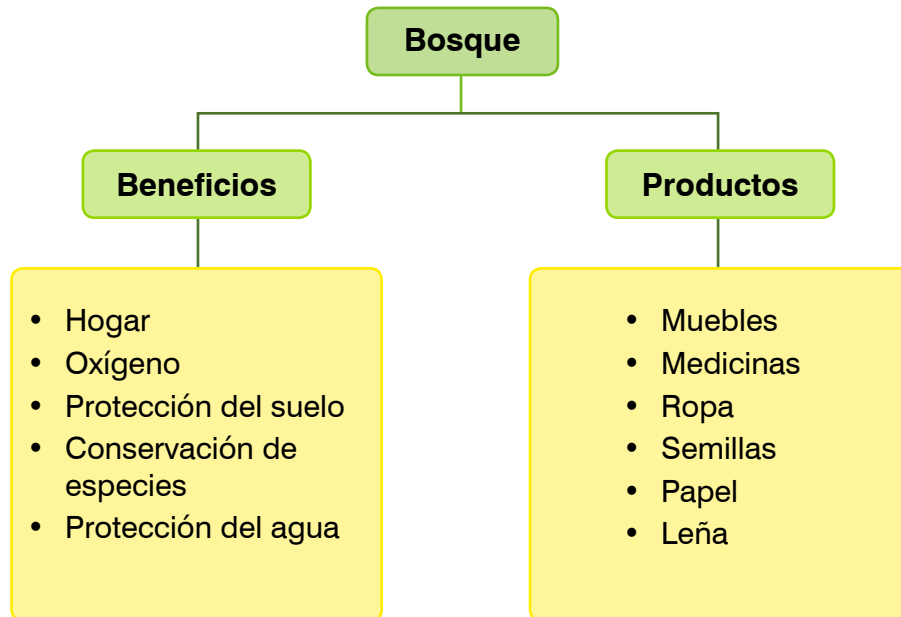 Bosque
Beneficios
• Hogar
• Oxígeno
• Protección del suelo
• Conservación de
especies
• Protección del agua
Productos
• Muebles
• Medicinas
• Ropa
• Semillas
• Papel
• Leña